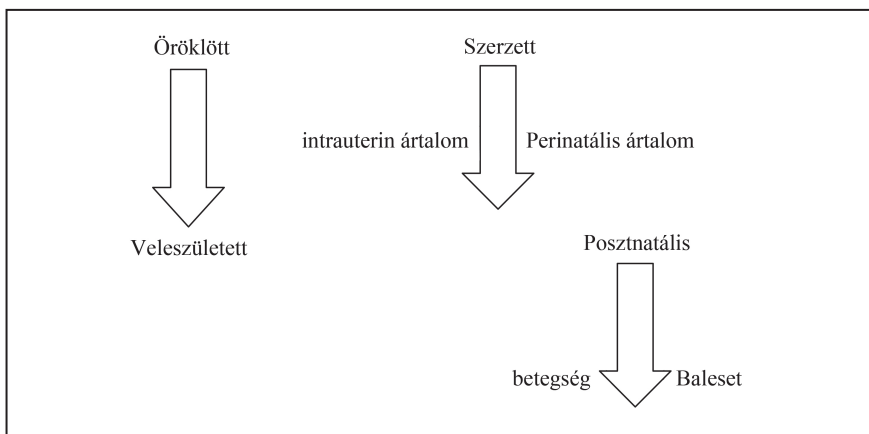 Öröklött
Szerzett
intrauterin ártalom
Perinatális ártalom
Veleszületett
Posztnatális
betegség
Baleset